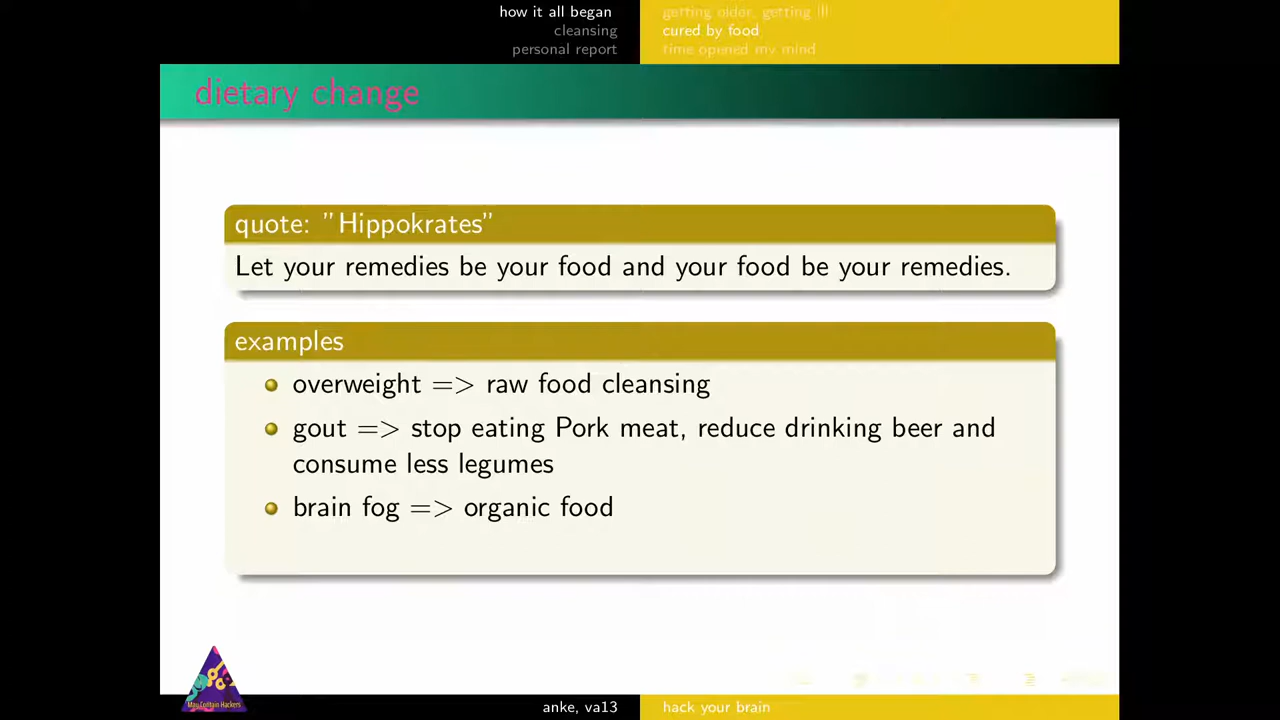 how it all began
cleansing
personal report
getting older, getting ill
cured by food
time opened my mind
dietary change
quote: "Hippokrates"
Let your remedies be your food and your food be your remedies.
examples
overweight => raw food cleansing
gout => stop eating Pork meat, reduce drinking beer and
consume less legumes
brain fog => organic food
May Contain Hackers
anke, va13
hack your brain